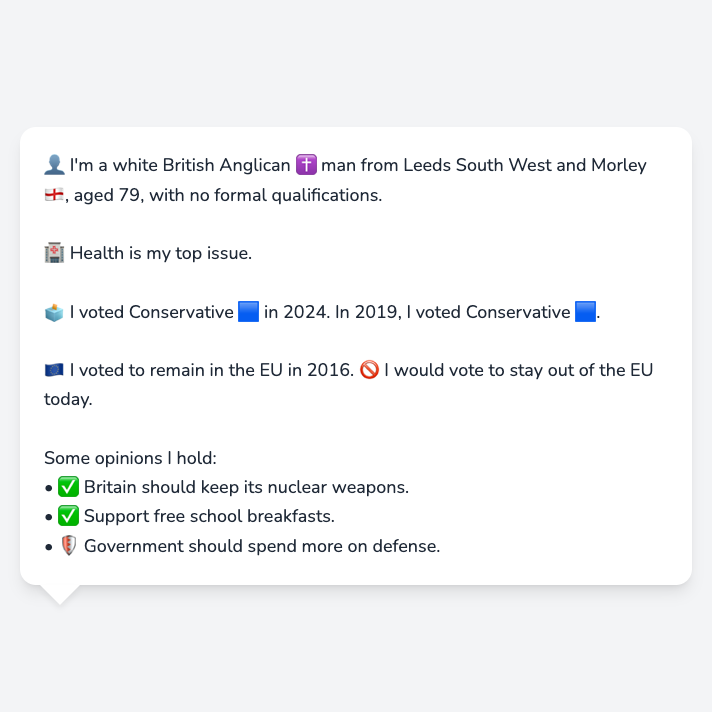 👤 I'm a white British Anglican ✝️ man from Leeds South West and Morley
🏴󠁧󠁢󠁥󠁮󠁧󠁿, aged 79, with no formal qualifications.
🏥 Health is my top issue.
🗳️ I voted Conservative 🟦 in 2024. In 2019, I voted Conservative 🟦.
🇪🇺 I voted to remain in the EU in 2016. 🚫 I would vote to stay out of the EU
today.
Some opinions I hold:
• ✅ Britain should keep its nuclear weapons.
• ✅ Support free school breakfasts.
• 🛡️ Government should spend more on defense.